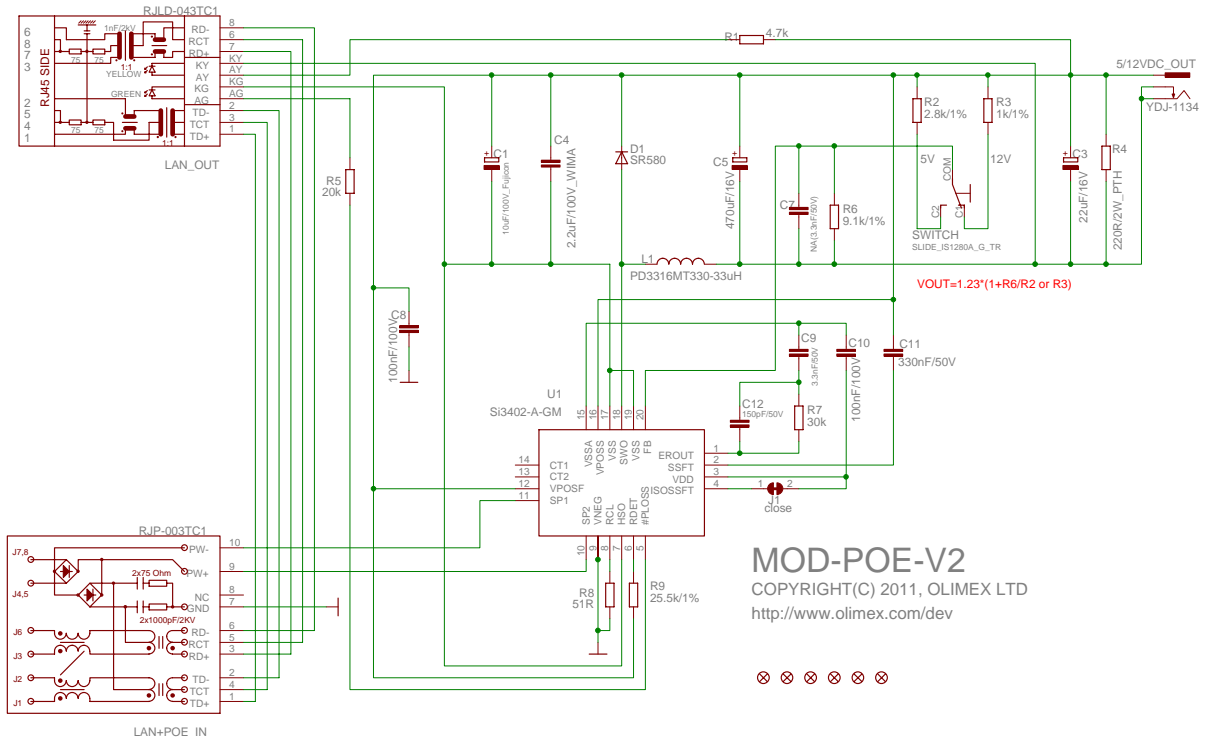 RJLD-043TC1
RJ45 SIDE
6
8
7
3
2
5
4
1
1nF/2kV
75
75
1:1
YELLOW
GREEN
75
75
1:1
RD- 8
RCT 6
RD+ 7
KY KY
AY AY
KG KG
AG AG
TD- 2
TCT 3
TD+ 1
LAN_OUT
R1
4.7k
5/12VDC_OUT
YDJ-1134
R5
20k
C1
10uF/100V_Fujicon
C4
2.2uF/100V_WIMA
D1
SR580
C5
470uF/16V
C7
NA(3.3nF/50V)
R6
9.1k/1%
R2
2.8k/1%
R3
1k/1%
5V
12V
COM
C2
C1
SWITCH
SLIDE_IS1280A_G_TR
C3
22uF/16V
R4
220R/2W_PTH
L1
PD3316MT330-33uH
VOUT=1.23*(1+R6/R2 or R3)
C8
100nF/100V
C9
3.3nF/50V
C10
100nF/100V
C11
330nF/50V
C12
150pF/50V
R7
30k
U1
Si3402-A-GM
15
16
17
18
19
20
VSSA
VPOSS
VSS
SWO
VSS
FB
14 CT1
13 CT2
12 VPOSF
11 SP1
EROUT 1
SSFT 2
VDD 3
ISOSSFT 4
SP2
VNEG
RCL
HSO
RDET
#PLOSS
10
9
8
7
6
5
1
2
J1
close
R8
51R
R9
25.5k/1%
RJP-003TC1
J7,8
J4,5
J6
J3
J2
J1
2x75 Ohm
2x1000pF/2KV
PW- 10
PW+ 9
NC 8
GND 7
RD- 6
RCT 5
RD+ 3
TD- 2
TCT 4
TD+ 1
LAN+POE_IN
MOD-POE-V2
COPYRIGHT(C) 2011, OLIMEX LTD
http://www.olimex.com/dev